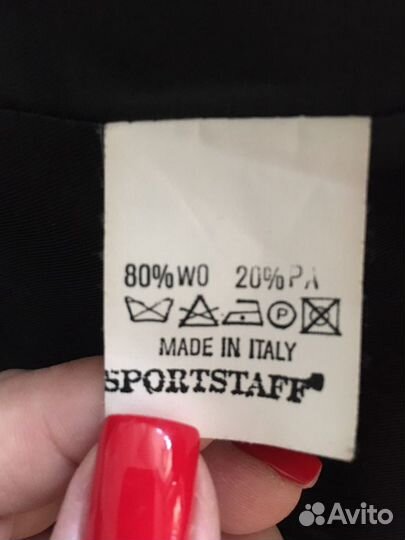 80% WO 20% PA
P
MADE IN ITALY
SPORTSTAFF
Avito